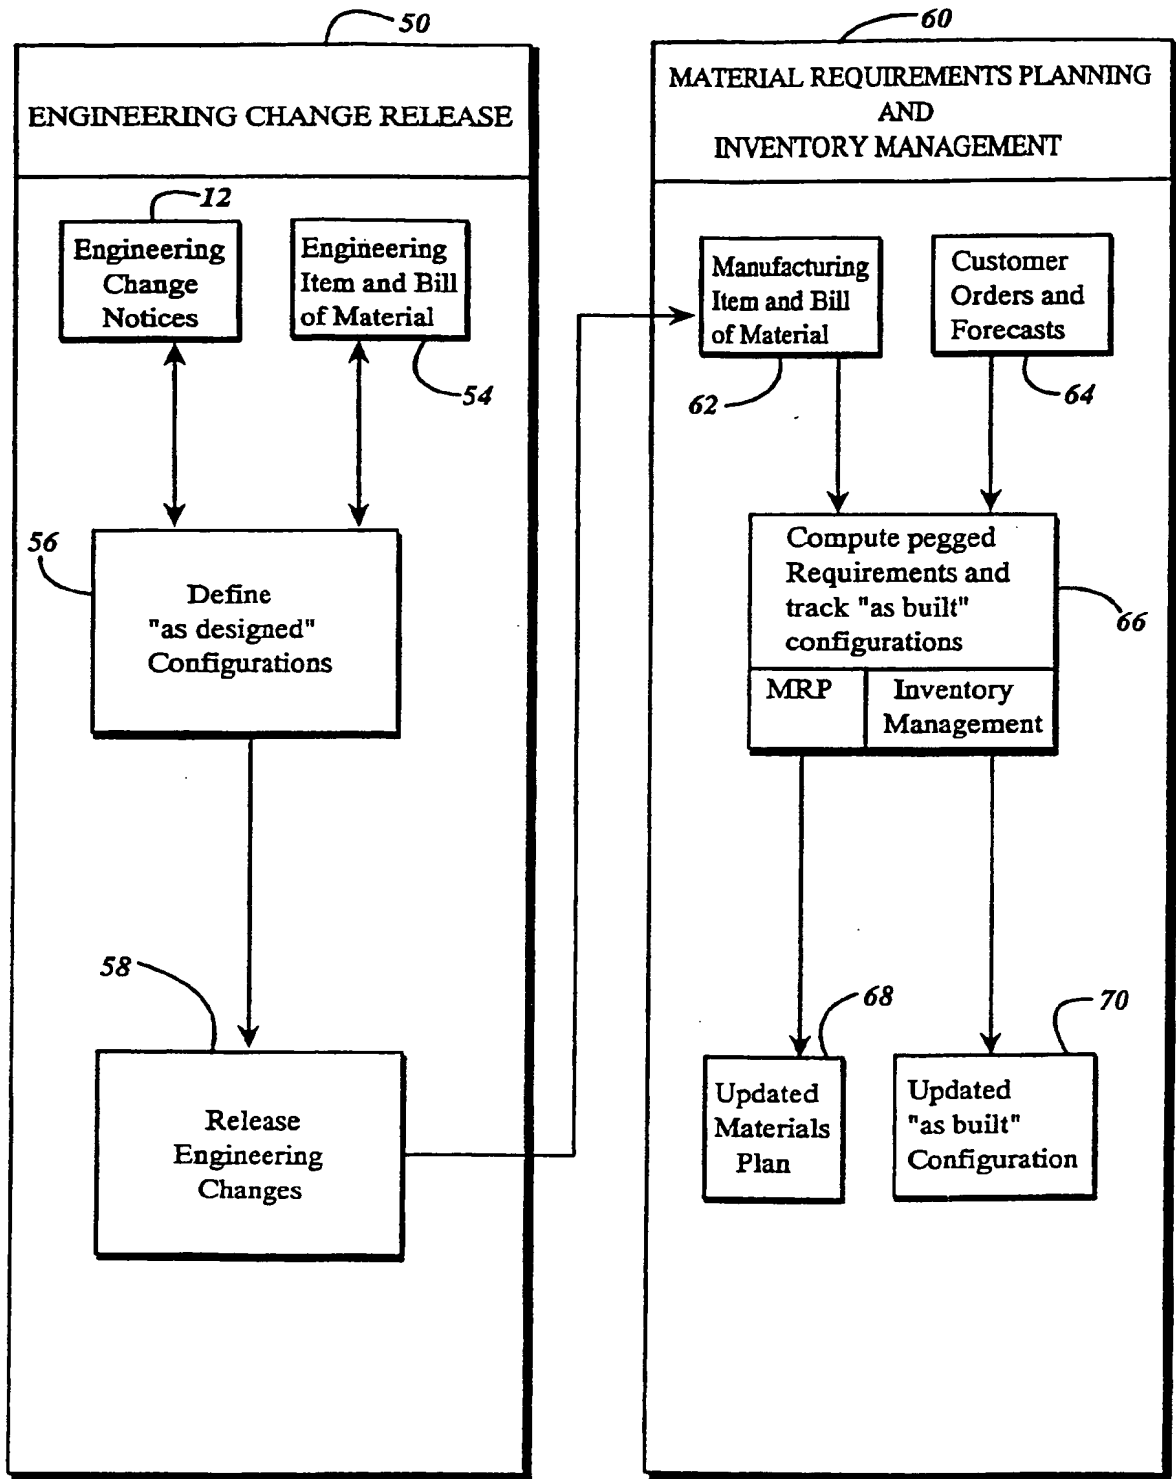 50
ENGINEERING CHANGE RELEASE
12
Engineering
Change
Notices
Engineering
Item and Bill
of Material
54
56
Define
"as designed"
Configurations
58
Release
Engineering
Changes
60
MATERIAL REQUIREMENTS PLANNING
AND
INVENTORY MANAGEMENT
Manufacturing
Item and Bill
of Material
62
Customer
Orders and
Forecasts
64
Compute pegged
Requirements and
track "as built"
configurations
66
MRP
Inventory
Management
68
Updated
Materials
Plan
70
Updated
"as built"
Configuration